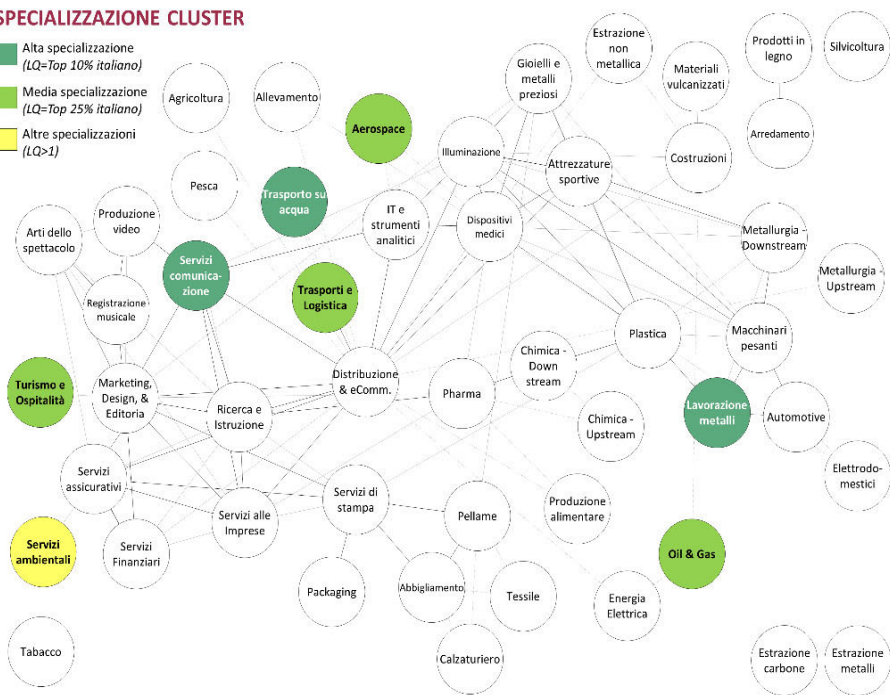 SPECIALIZZAZIONE CLUSTER
Alta specializzazione
(LQ=Top 10% italiano)
Media specializzazione
(LQ=Top 25% italiano)
Altre specializzazioni
(LQ>1)
Agricoltura
Allevamento
Aerospace
Gioielli e
metalli
preziosi
Estrazione
non
metallica
Materiali
vulcanizzati
Prodotti in
legno
Silvicoltura
Arredamento
Illuminazione
Attrezzature
sportive
Costruzioni
Pesca
Trasporto su
acqua
IT e
strumenti
analitici
Dispositivi
medici
Arti dello
spettacolo
Produzione
video
Servizi
comunica-
zione
Metallurgia -
Downstream
Metallurgia -
Upstream
Registrazione
musicale
Trasporti e
Logistica
Plastica
Macchinari
pesanti
Turismo e
Ospitalità
Marketing,
Design, &
Editoria
Ricerca e
Istruzione
Distribuzione
& eComm.
Pharma
Chimica -
Down
stream
Chimica -
Upstream
Lavorazione
metalli
Automotive
Elettrodo-
mestici
Servizi
assicurativi
Servizi alle
Imprese
Servizi di
stampa
Pellame
Produzione
alimentare
Servizi
ambientali
Servizi
Finanziari
Oil & Gas
Packaging
Abbigliamento
Tessile
Energia
Elettrica
Tabacco
Calzaturiero
Estrazione
carbone
Estrazione
metalli